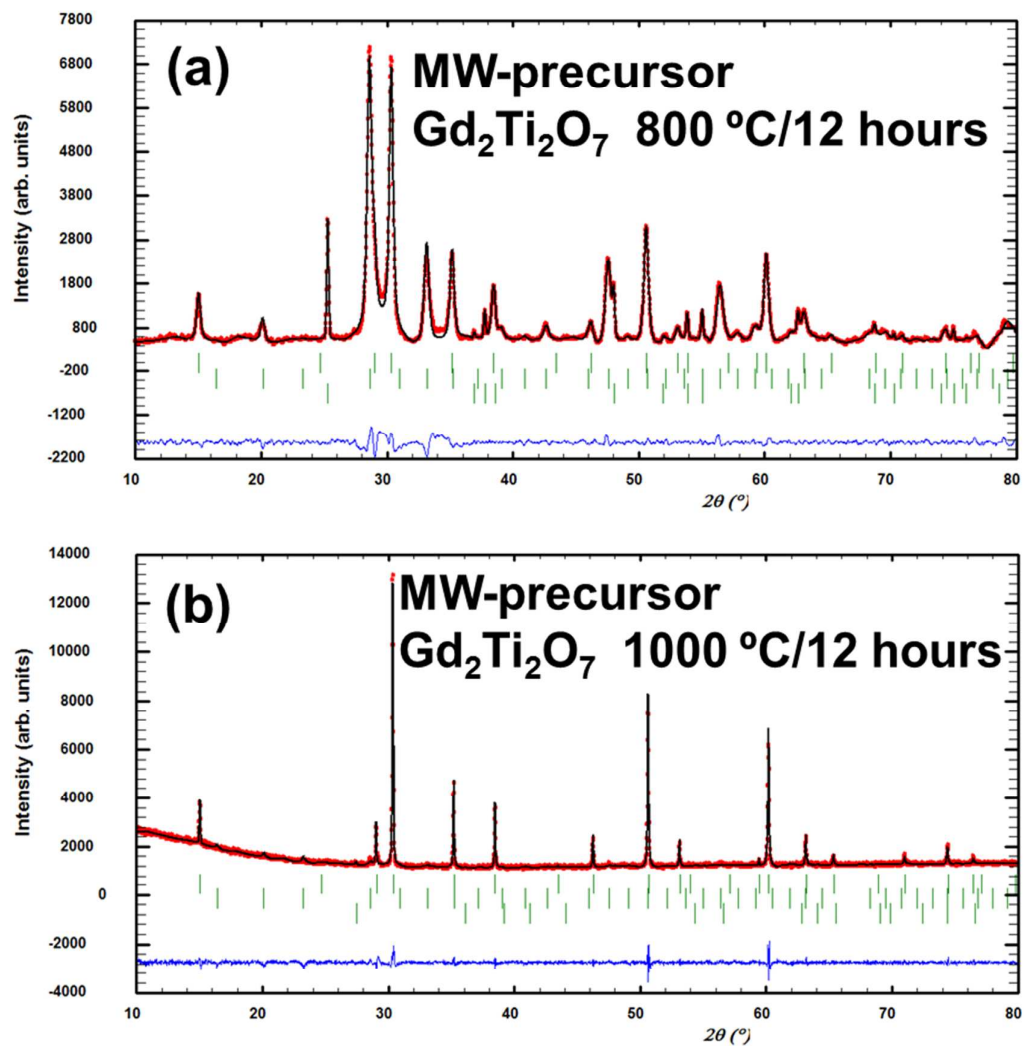 7800
6800
5800
4800
3800
2800
1800
800
-200
-1200
-2200
Intensity (arb. units)
(a)
MW-precursor
Gd₂Ti₂O₇ 800 ºC/12 hours
10 20 30 40 50 60 70 80
2θ (°)
14000
12000
10000
8000
6000
4000
2000
0
-2000
-4000
Intensity (arb. units)
(b)
MW-precursor
Gd₂Ti₂O₇ 1000 ºC/12 hours
10 20 30 40 50 60 70 80
2θ (°)